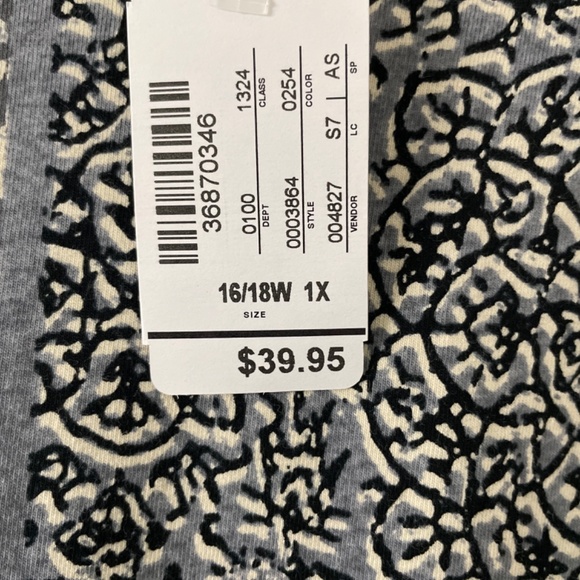 36870346
0100 1324
DEPT CLASS
0003864 0254
STYLE COLOR
004827 S7 | AS
VENDOR LC SP
16/18W 1X
SIZE
$39.95